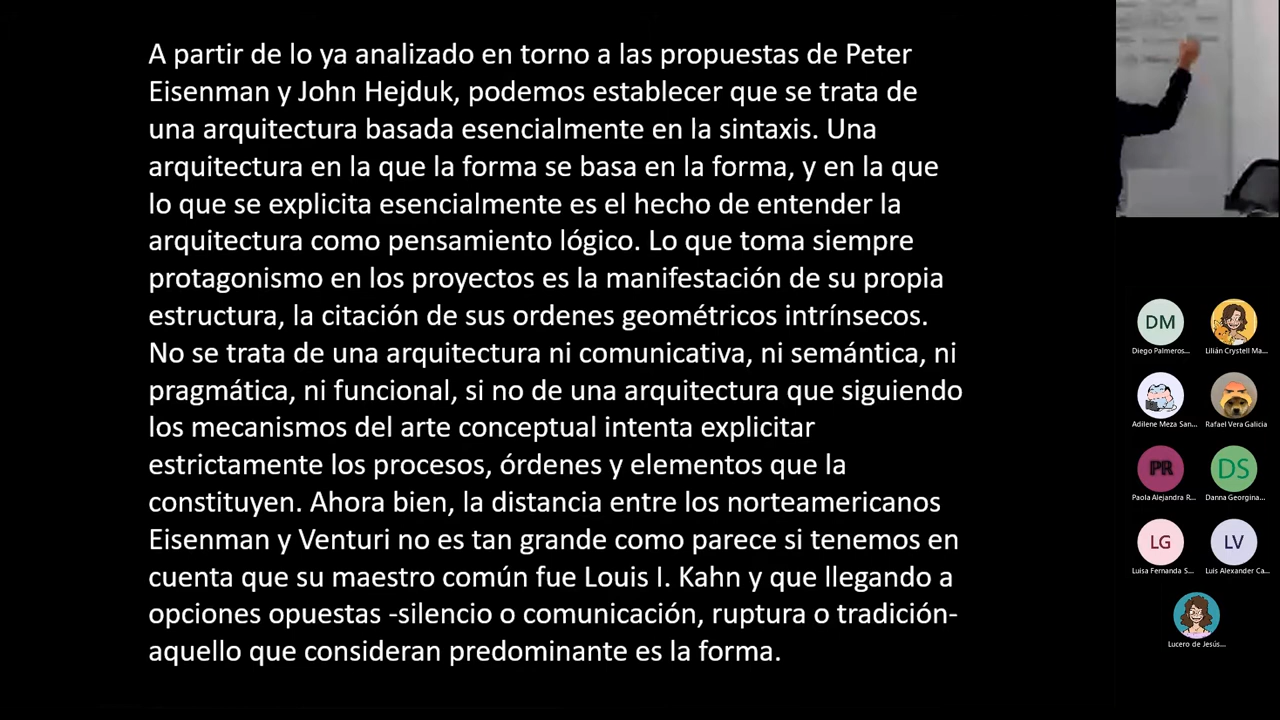 A partir de lo ya analizado en torno a las propuestas de Peter
Eisenman y John Hejduk, podemos establecer que se trata de
una arquitectura basada esencialmente en la sintaxis. Una
arquitectura en la que la forma se basa en la forma, y en la que
lo que se explicita esencialmente es el hecho de entender la
arquitectura como pensamiento lógico. Lo que toma siempre
protagonismo en los proyectos es la manifestación de su propia
estructura, la citación de sus ordenes geométricos intrínsecos.
No se trata de una arquitectura ni comunicativa, ni semántica, ni
pragmática, ni funcional, si no de una arquitectura que siguiendo
los mecanismos del arte conceptual intenta explicitar
estrictamente los procesos, órdenes y elementos que la
constituyen. Ahora bien, la distancia entre los norteamericanos
Eisenman y Venturi no es tan grande como parece si tenemos en
cuenta que su maestro común fue Louis I. Kahn y que llegando a
opciones opuestas -silencio o comunicación, ruptura o tradición-
aquello que consideran predominante es la forma.
DM
Diego Palmeros...
Lilián Crystell Ma...
Adilene Meza San...
Rafael Vera Galicia
PR
Paola Alejandra R...
DS
Danna Georgina...
LG
Luisa Fernanda S...
LV
Luis Alexander Ca...
Lucero de Jesús...